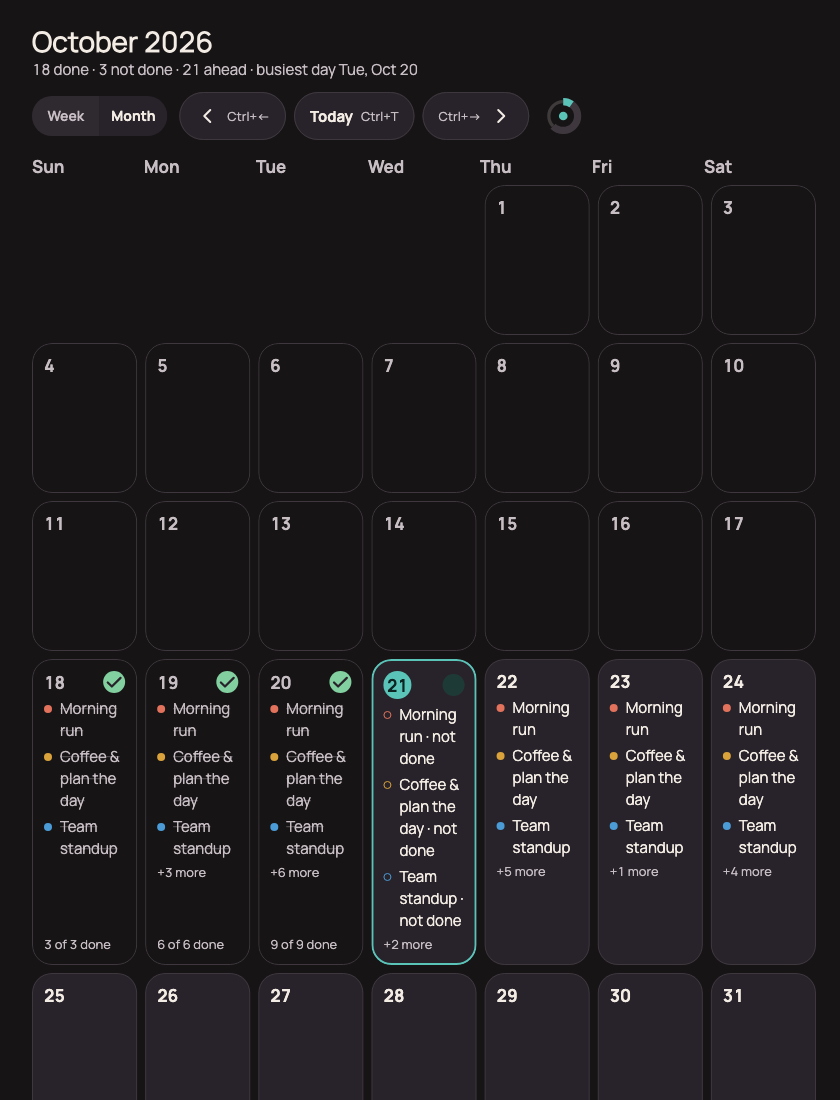 October 2026
18 done · 3 not done · 21 ahead · busiest day Tue, Oct 20
Week Month Ctrl+← Today Ctrl+T Ctrl+→
Sun Mon Tue Wed Thu Fri Sat
1 2 3
4 5 6 7 8 9 10
11 12 13 14 15 16 17
18
Morning
run
Coffee &
plan the
day
Team
standup
3 of 3 done
19
Morning
run
Coffee &
plan the
day
Team
standup
+3 more
6 of 6 done
20
Morning
run
Coffee &
plan the
day
Team
standup
+6 more
9 of 9 done
21
Morning
run · not
done
Coffee &
plan the
day · not
done
Team
standup ·
not done
+2 more
22
Morning
run
Coffee &
plan the
day
Team
standup
+5 more
23
Morning
run
Coffee &
plan the
day
Team
standup
+1 more
24
Morning
run
Coffee &
plan the
day
Team
standup
+4 more
25 26 27 28 29 30 31